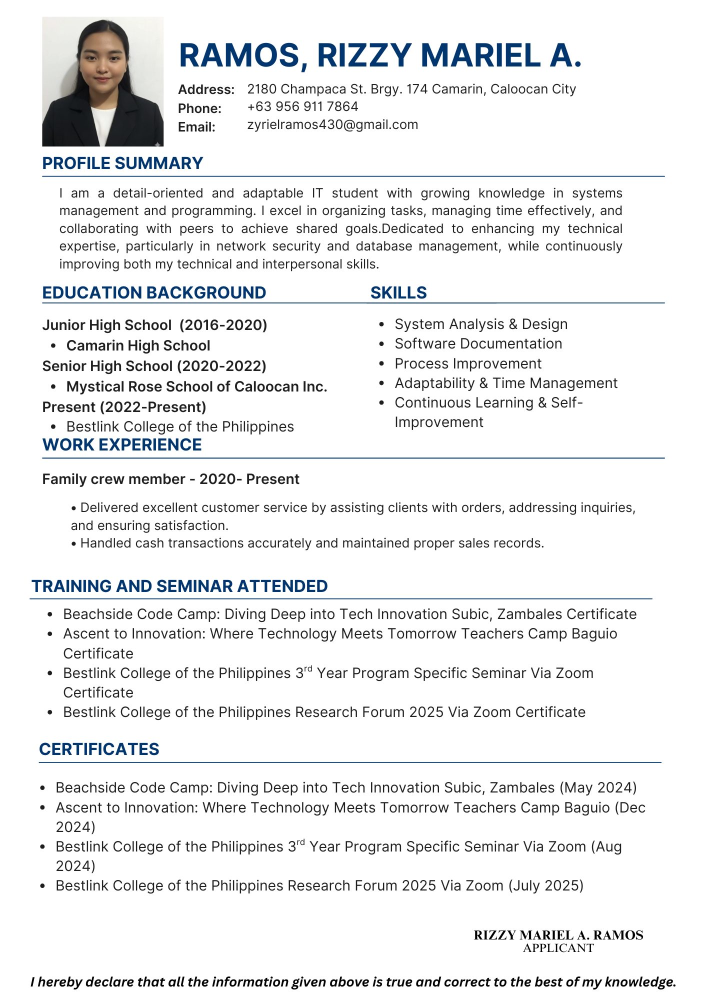 RAMOS, RIZZY MARIEL A.
Address: 2180 Champaca St. Brgy. 174 Camarin, Caloocan City
Phone: +63 956 911 7864
Email: zyrielramos430@gmail.com
PROFILE SUMMARY
I am a detail-oriented and adaptable IT student with growing knowledge in systems
management and programming. I excel in organizing tasks, managing time effectively, and
collaborating with peers to achieve shared goals.Dedicated to enhancing my technical
expertise, particularly in network security and database management, while continuously
improving both my technical and interpersonal skills.
EDUCATION BACKGROUND
Junior High School (2016-2020)
• Camarin High School
Senior High School (2020-2022)
• Mystical Rose School of Caloocan Inc.
Present (2022-Present)
• Bestlink College of the Philippines
SKILLS
• System Analysis & Design
• Software Documentation
• Process Improvement
• Adaptability & Time Management
• Continuous Learning & Self-
Improvement
WORK EXPERIENCE
Family crew member - 2020- Present
• Delivered excellent customer service by assisting clients with orders, addressing inquiries,
and ensuring satisfaction.
• Handled cash transactions accurately and maintained proper sales records.
TRAINING AND SEMINAR ATTENDED
• Beachside Code Camp: Diving Deep into Tech Innovation Subic, Zambales Certificate
• Ascent to Innovation: Where Technology Meets Tomorrow Teachers Camp Baguio
Certificate
• Bestlink College of the Philippines 3rd Year Program Specific Seminar Via Zoom
Certificate
• Bestlink College of the Philippines Research Forum 2025 Via Zoom Certificate
CERTIFICATES
• Beachside Code Camp: Diving Deep into Tech Innovation Subic, Zambales (May 2024)
• Ascent to Innovation: Where Technology Meets Tomorrow Teachers Camp Baguio (Dec
2024)
• Bestlink College of the Philippines 3rd Year Program Specific Seminar Via Zoom (Aug
2024)
• Bestlink College of the Philippines Research Forum 2025 Via Zoom (July 2025)
RIZZY MARIEL A. RAMOS
APPLICANT
I hereby declare that all the information given above is true and correct to the best of my knowledge.